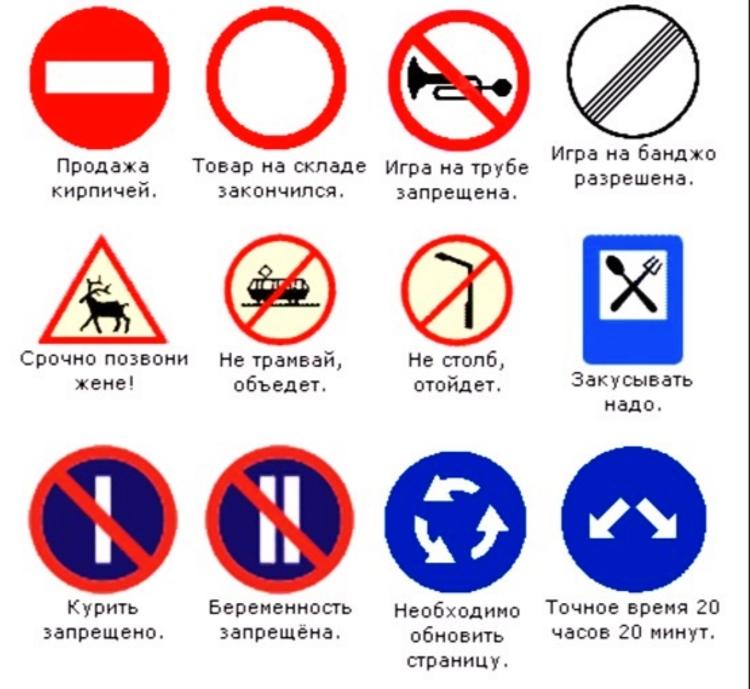 Продажа
кирпичей.
Товар на складе
закончился.
Игра на трубе
запрещена.
Игра на банджо
разрешена.
Срочно позвони
жене!
Не трамвай,
объедет.
Не столб,
отойдет.
Закусывать
надо.
Курить
запрещено.
Беременность
запрещёна.
Необходимо
обновить
страницу.
Точное время 20
часов 20 минут.